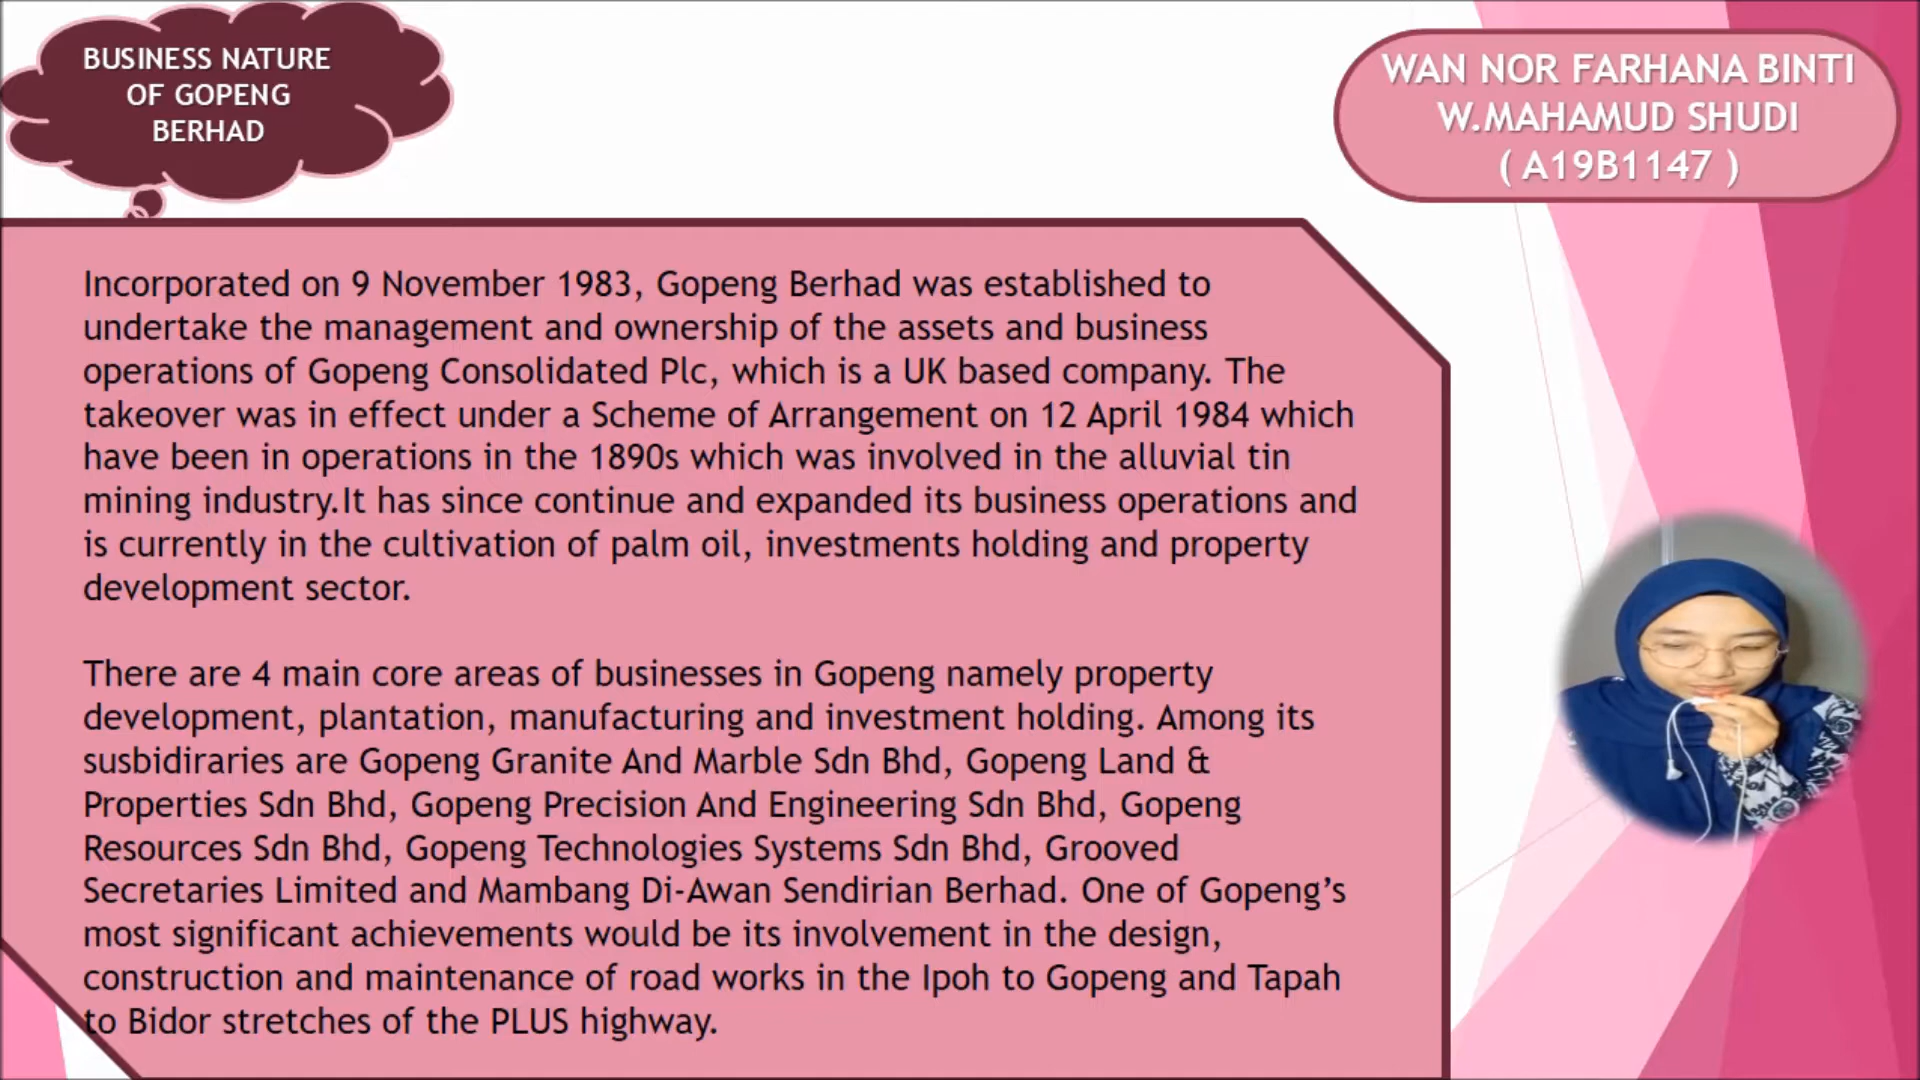 BUSINESS NATURE
OF GOPENG
BERHAD
WAN NOR FARHANA BINTI
W.MAHAMUD SHUDI
( A19B1147 )
Incorporated on 9 November 1983, Gopeng Berhad was established to
undertake the management and ownership of the assets and business
operations of Gopeng Consolidated Plc, which is a UK based company. The
takeover was in effect under a Scheme of Arrangement on 12 April 1984 which
have been in operations in the 1890s which was involved in the alluvial tin
mining industry.It has since continue and expanded its business operations and
is currently in the cultivation of palm oil, investments holding and property
development sector.
There are 4 main core areas of businesses in Gopeng namely property
development, plantation, manufacturing and investment holding. Among its
susbidiraries are Gopeng Granite And Marble Sdn Bhd, Gopeng Land &
Properties Sdn Bhd, Gopeng Precision And Engineering Sdn Bhd, Gopeng
Resources Sdn Bhd, Gopeng Technologies Systems Sdn Bhd, Grooved
Secretaries Limited and Mambang Di-Awan Sendirian Berhad. One of Gopeng’s
most significant achievements would be its involvement in the design,
construction and maintenance of road works in the Ipoh to Gopeng and Tapah
to Bidor stretches of the PLUS highway.